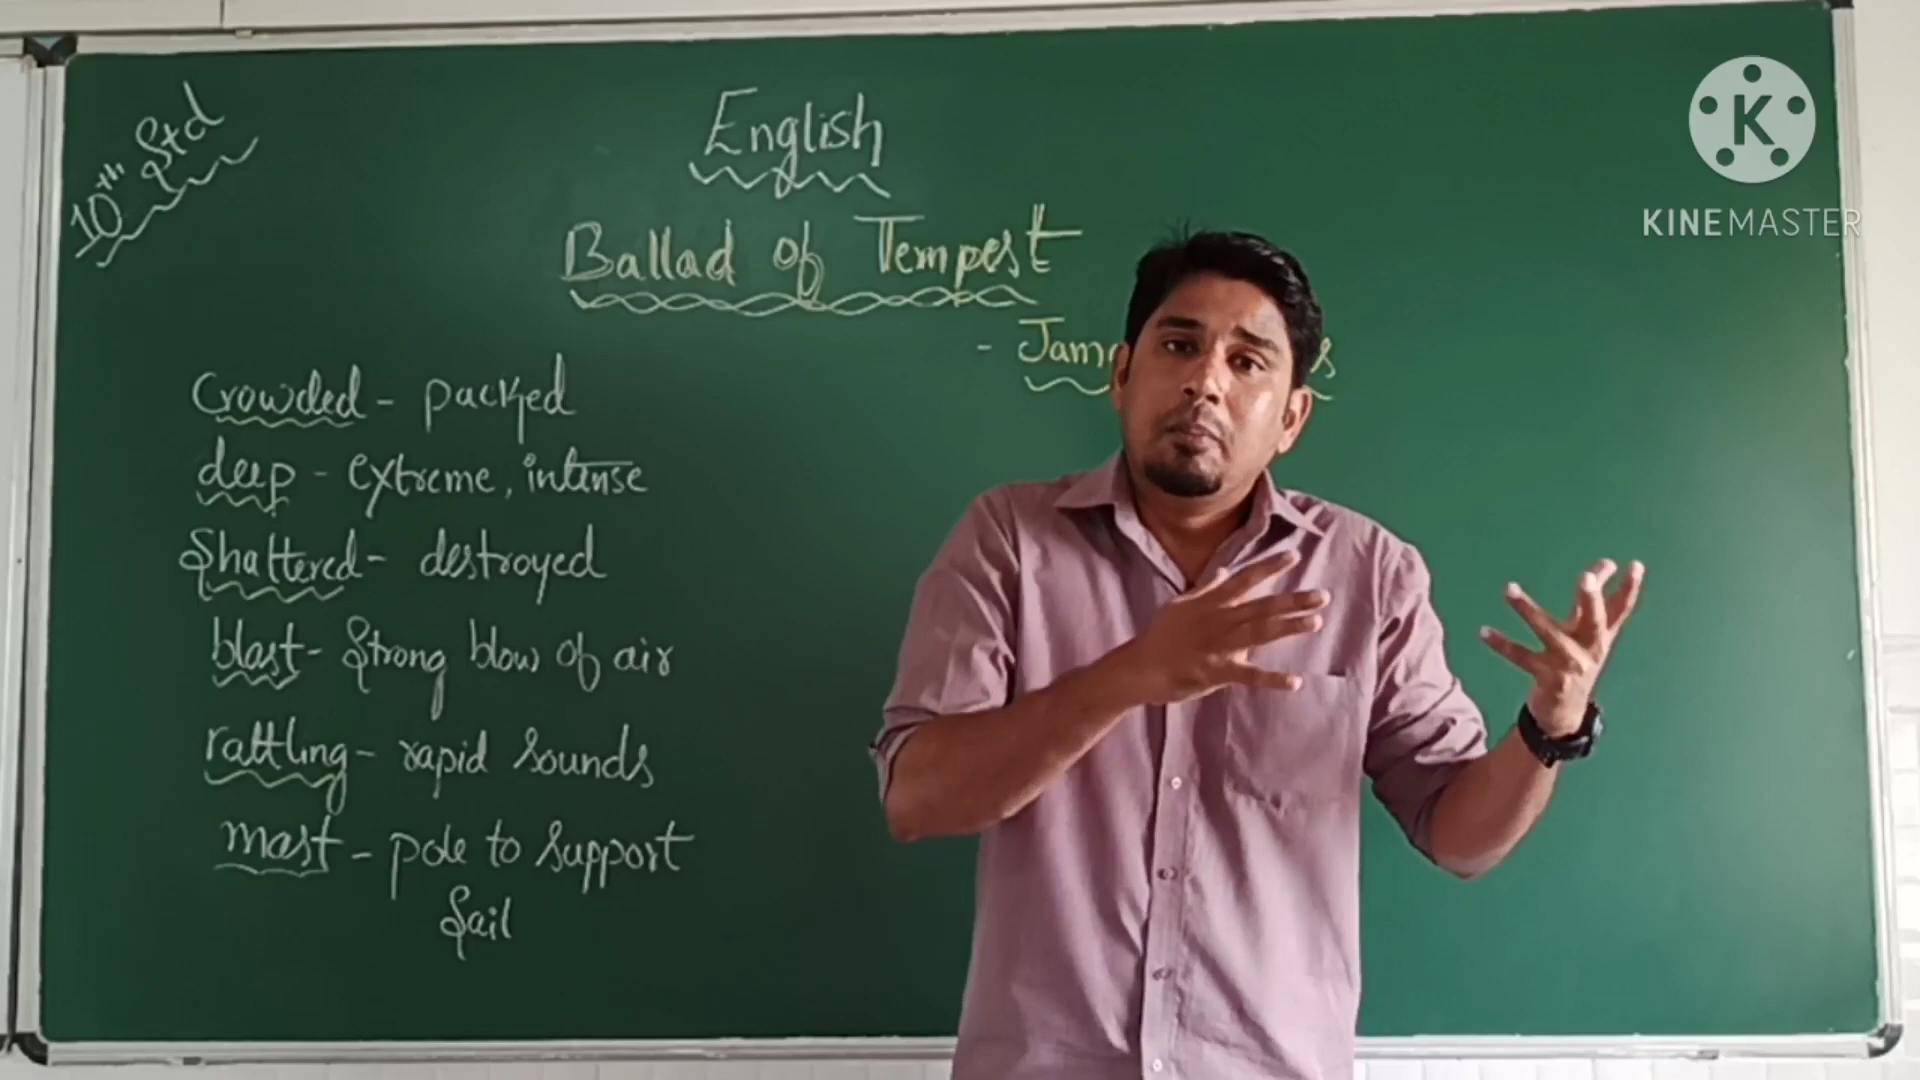 10th Std
English
Ballad of Tempest
- Jam
Crowded - packed
deep - extreme, intense
Shattered - destroyed
blast - strong blow of air
rattling - rapid sounds
mast - pole to support
sail
K
KINEMASTER